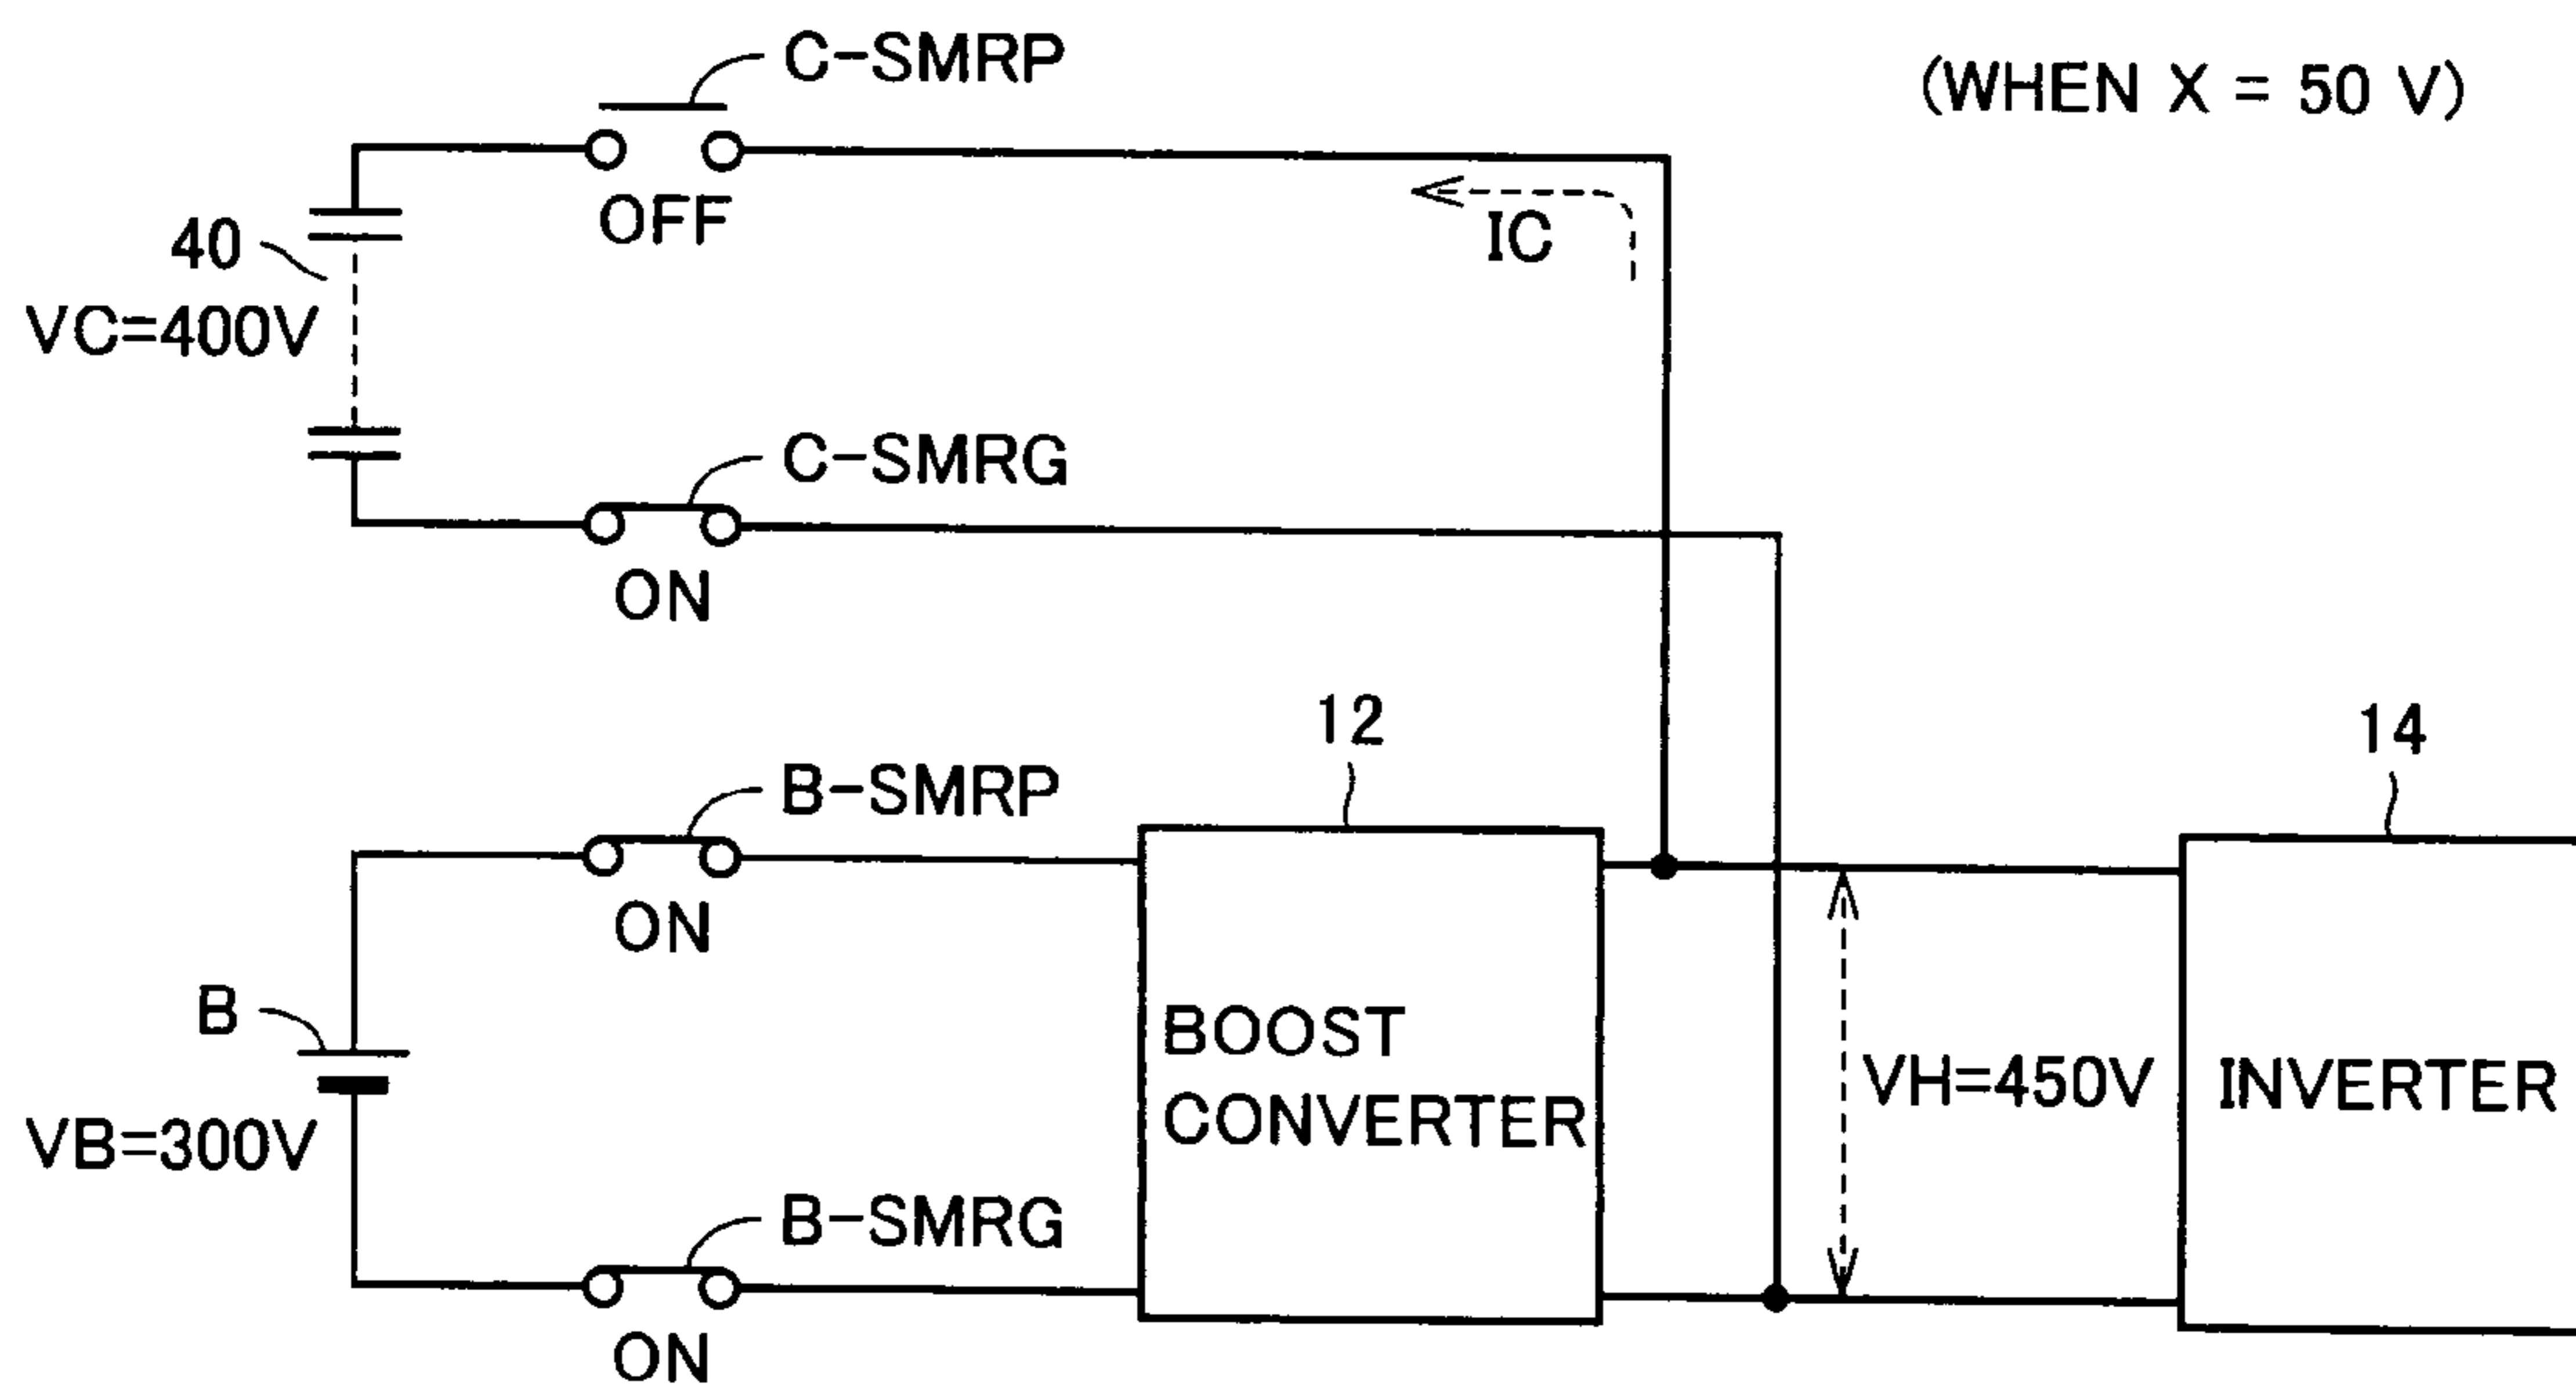 C-SMRP
(WHEN X = 50 V)
OFF
IC
40
VC=400V
C-SMRG
ON
12
14
B-SMRP
ON
B
BOOST
CONVERTER
VH=450V
INVERTER
VB=300V
B-SMRG
ON